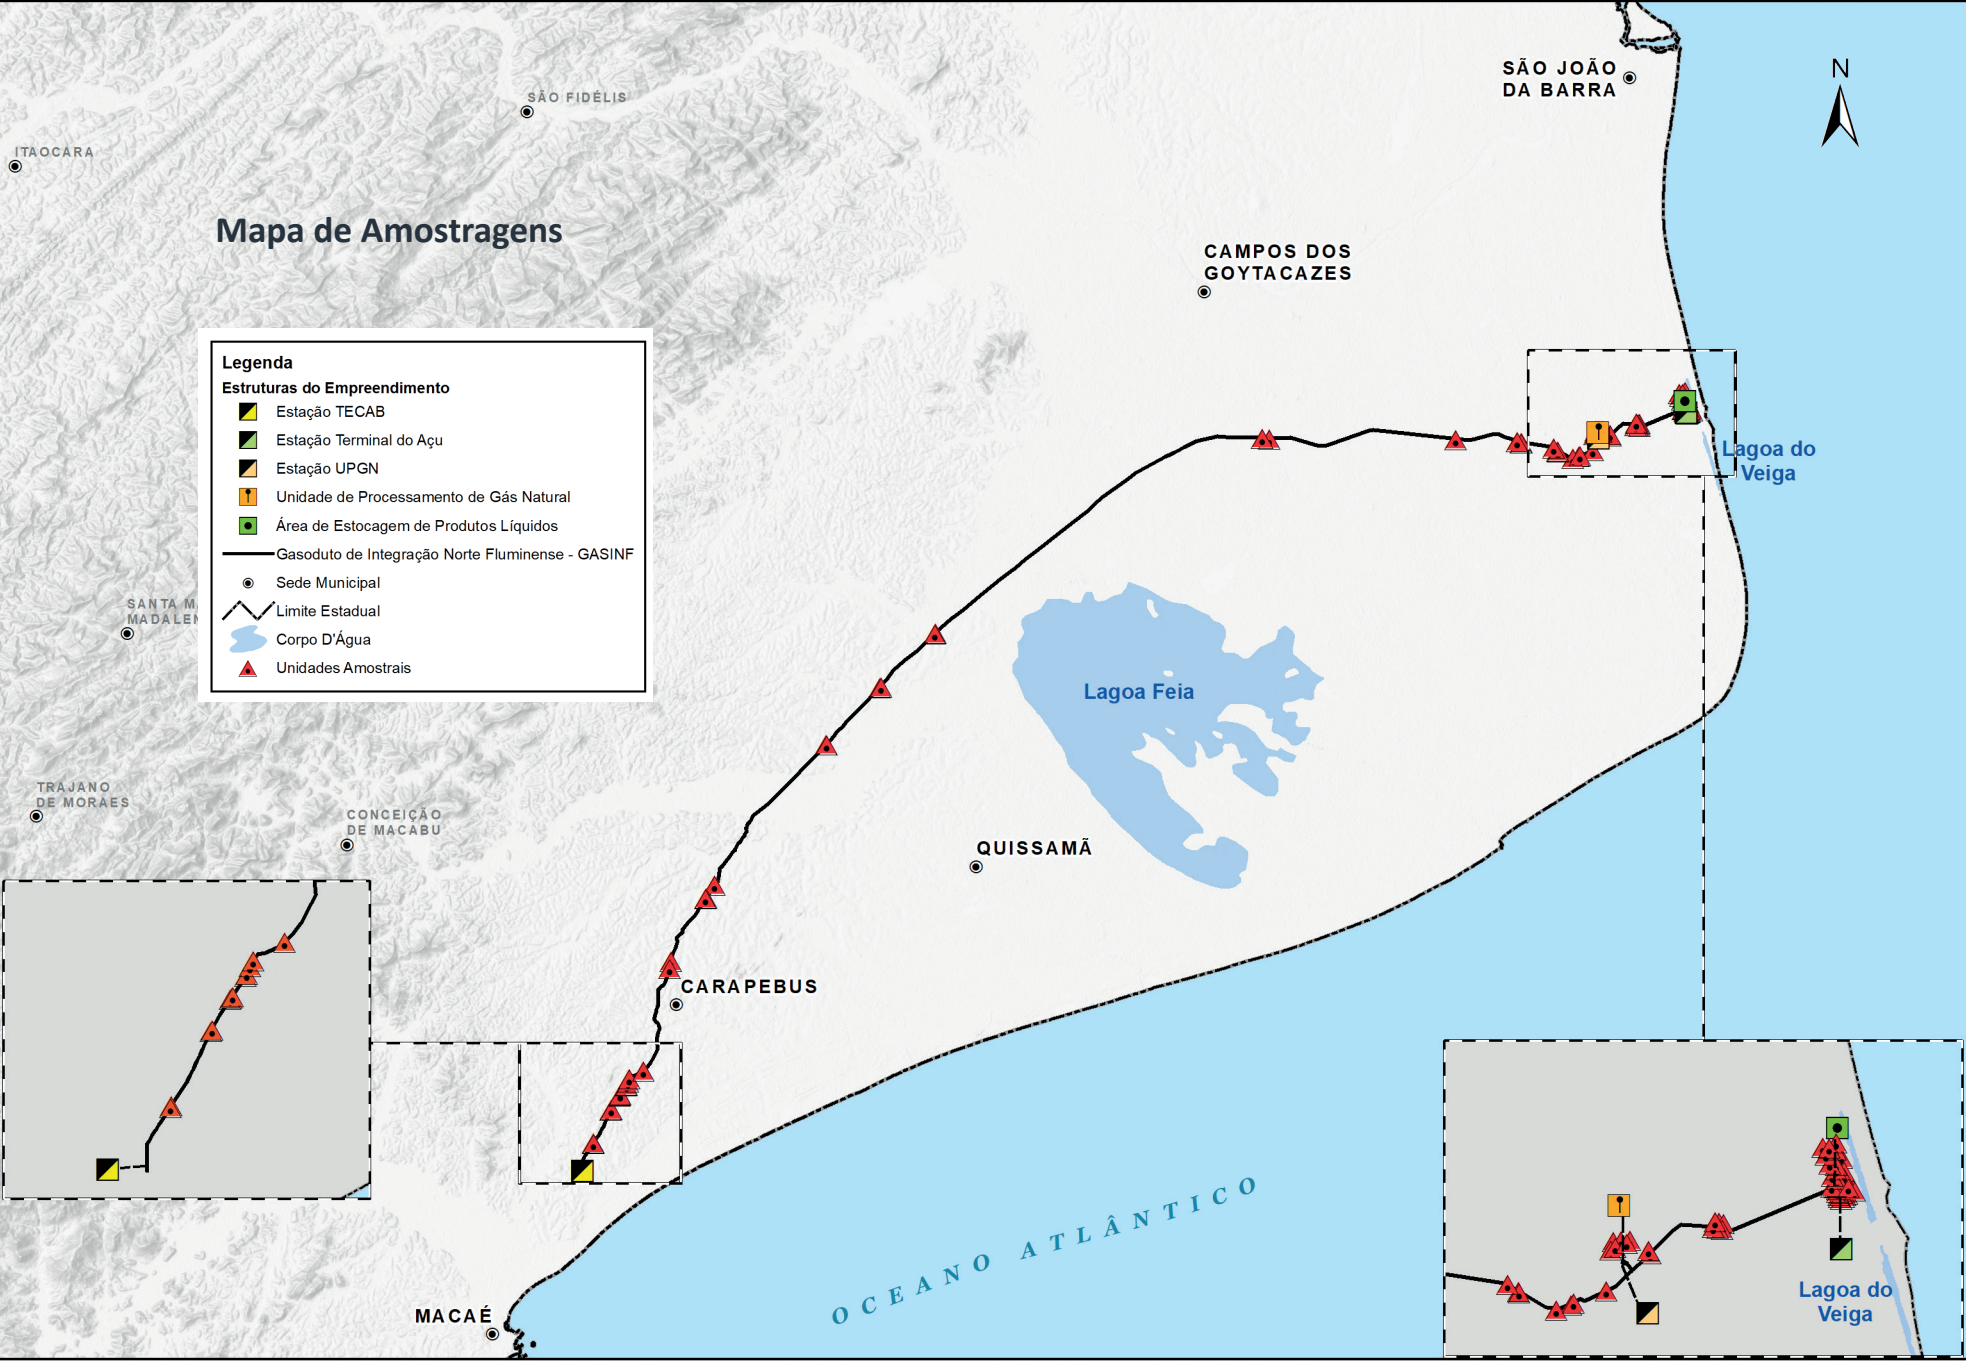 SÃO JOÃO
DA BARRA
N
SÃO FIDÉLIS
ITAOCARA
Mapa de Amostragens
CAMPOS DOS
GOYTACAZES
Legenda
Estruturas do Empreendimento
Estação TECAB
Estação Terminal do Açu
Estação UPGN
Unidade de Processamento de Gás Natural
Área de Estocagem de Produtos Líquidos
Gasoduto de Integração Norte Fluminense - GASINF
Sede Municipal
Limite Estadual
Corpo D'Água
Unidades Amostrais
Lagoa do
Veiga
SANTA M
MADALEN
Lagoa Feia
TRAJANO
DE MORAES
CONCEIÇÃO
DE MACABU
QUISSAMÃ
CARAPEBUS
OCEANO ATLÂNTICO
Lagoa do
Veiga
MACAÉ